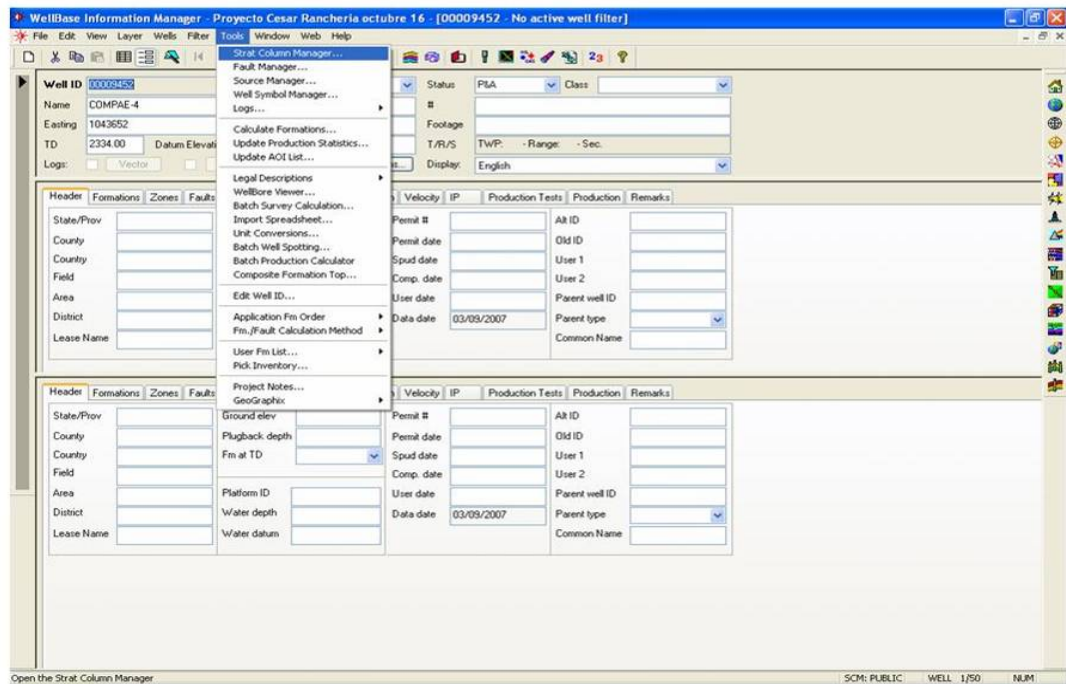 WellBase Information Manager - Proyecto Cesar Rancheria octubre 16 - [00009452 - No active well filter]
File Edit View Layer Wells Filter Tools Window Web Help
Well ID 00009452
Status P&A Class
Name COMPAE-4
#
Easting 1043652
Footage
TD 2334.00 Datum Elevati
T/R/S TWP: - Range: - Sec.
Logs: Vector
Display: English
Strat Column Manager...
Fault Manager...
Source Manager...
Well Symbol Manager...
Logs...
Calculate Formations...
Update Production Statistics...
Update AOI List...
Legal Descriptions
WellBore Viewer...
Batch Survey Calculation...
Import Spreadsheet...
Unit Conversions...
Batch Well Spotting...
Batch Production Calculator
Composite Formation Top...
Edit Well ID...
Application Fm Order
Fm./Fault Calculation Method
User Fm List...
Pick Inventory...
Project Notes...
GeoGraphix
Header Formations Zones Faults Velocity IP Production Tests Production Remarks
State/Prov Permit # Alt ID
County Permit date Old ID
Country Spud date User 1
Field Comp. date User 2
Area User date Parent well ID
District Data date 03/09/2007 Parent type
Lease Name Common Name
Header Formations Zones Faults Velocity IP Production Tests Production Remarks
State/Prov Ground elev Permit # Alt ID
County Plugback depth Permit date Old ID
Country Fm at TD Spud date User 1
Field Comp. date User 2
Area Platform ID User date Parent well ID
District Water depth Data date 03/09/2007 Parent type
Lease Name Water datum Common Name
Open the Strat Column Manager
SCM: PUBLIC WELL 1/50 NUM